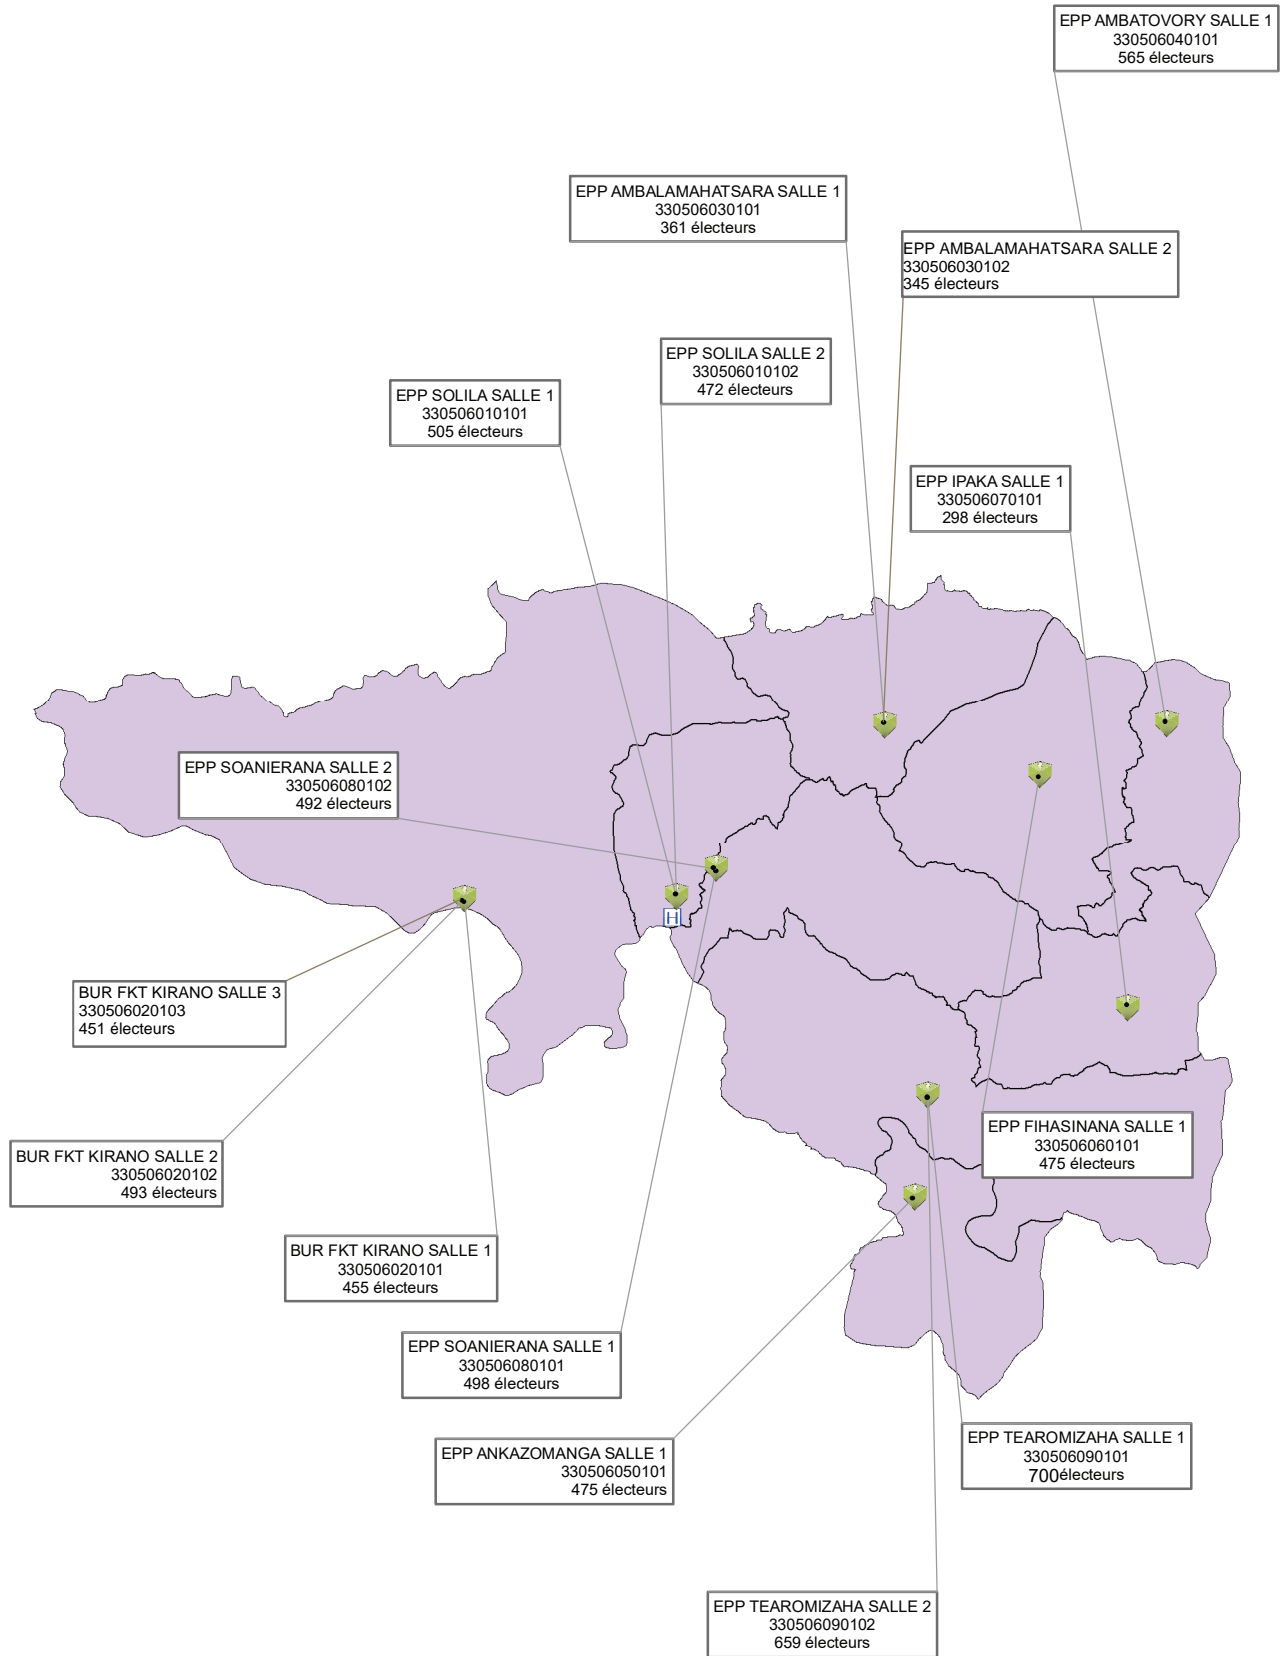 EPP AMBATOVORY SALLE 1
330506040101
565 électeurs
EPP AMBALAMAHATSARA SALLE 1
330506030101
361 électeurs
EPP AMBALAMAHATSARA SALLE 2
330506030102
345 électeurs
EPP SOLILA SALLE 2
330506010102
472 électeurs
EPP SOLILA SALLE 1
330506010101
505 électeurs
EPP IPAKA SALLE 1
330506070101
298 électeurs
EPP SOANIERANA SALLE 2
330506080102
492 électeurs
H
BUR FKT KIRANO SALLE 3
330506020103
451 électeurs
EPP FIHASINANA SALLE 1
330506060101
475 électeurs
BUR FKT KIRANO SALLE 2
330506020102
493 électeurs
BUR FKT KIRANO SALLE 1
330506020101
455 électeurs
EPP SOANIERANA SALLE 1
330506080101
498 électeurs
EPP TEAROMIZAHA SALLE 1
330506090101
700électeurs
EPP ANKAZOMANGA SALLE 1
330506050101
475 électeurs
EPP TEAROMIZAHA SALLE 2
330506090102
659 électeurs